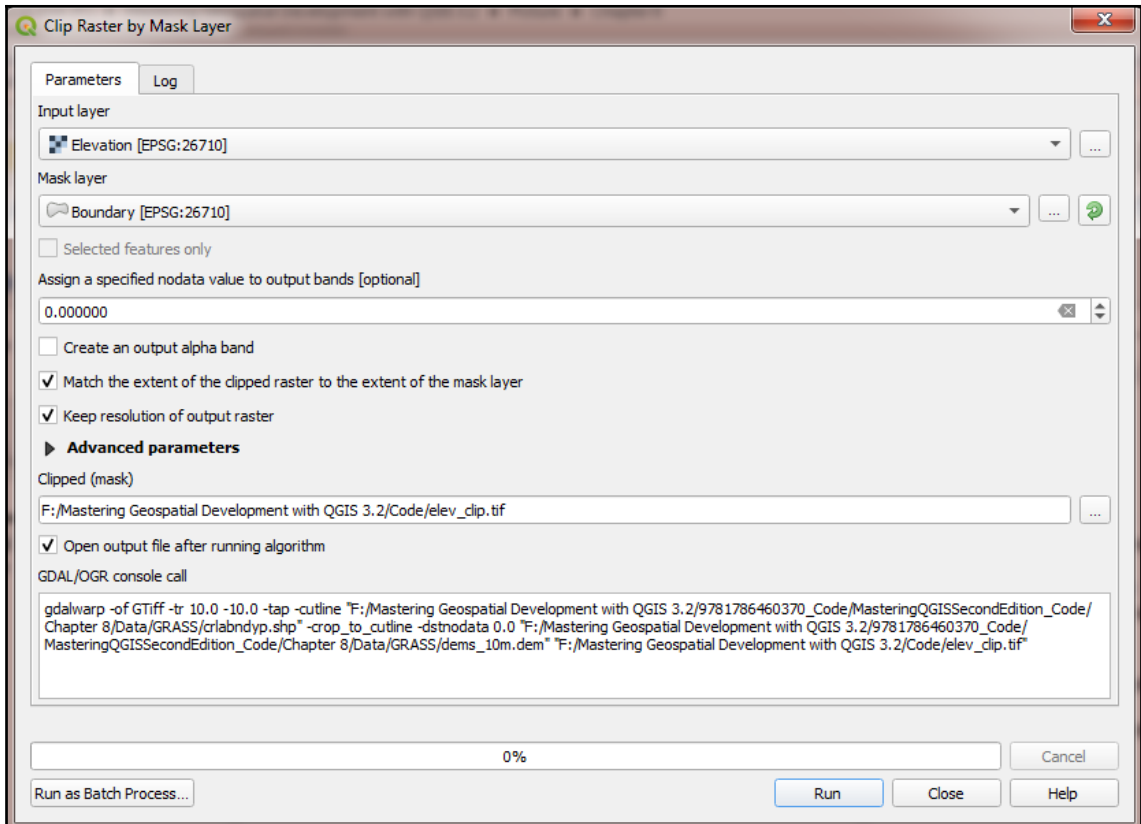 Clip Raster by Mask Layer
Parameters
Log
Input layer
Elevation [EPSG:26710]
...
Mask layer
Boundary [EPSG:26710]
...
Selected features only
Assign a specified nodata value to output bands [optional]
0.000000
Create an output alpha band
Match the extent of the clipped raster to the extent of the mask layer
Keep resolution of output raster
Advanced parameters
Clipped (mask)
F:/Mastering Geospatial Development with QGIS 3.2/Code/elev_clip.tif
...
Open output file after running algorithm
GDAL/OGR console call
gdalwarp -of GTiff -tr 10.0 -10.0 -tap -cutline "F:/Mastering Geospatial Development with QGIS 3.2/9781786460370_Code/MasteringQGISSecondEdition_Code/
Chapter 8/Data/GRASS/crlabndyp.shp" -crop_to_cutline -dstnodata 0.0 "F:/Mastering Geospatial Development with QGIS 3.2/9781786460370_Code/
MasteringQGISSecondEdition_Code/Chapter 8/Data/GRASS/dems_10m.dem" "F:/Mastering Geospatial Development with QGIS 3.2/Code/elev_clip.tif"
0%
Cancel
Run as Batch Process...
Run
Close
Help